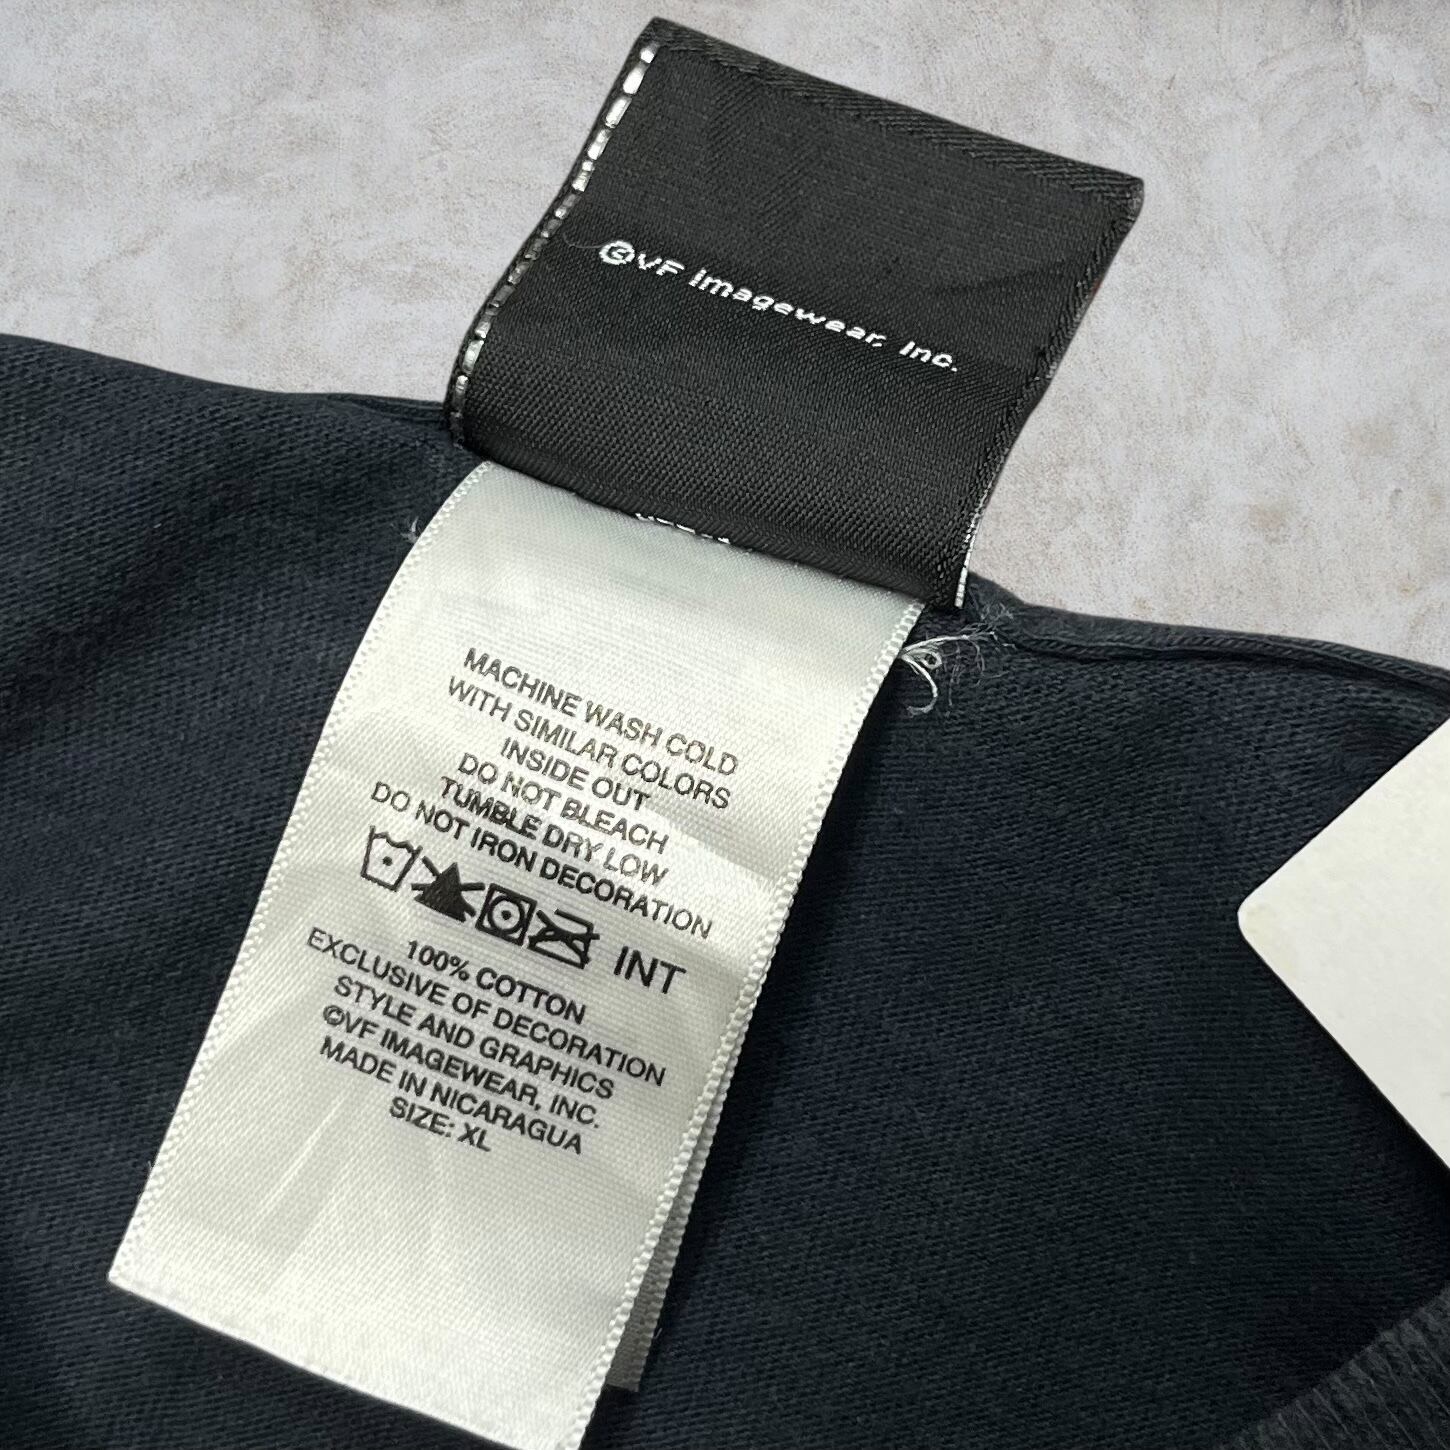 ©VF Imagewear, Inc.
MACHINE WASH COLD
WITH SIMILAR COLORS
INSIDE OUT
DO NOT BLEACH
TUMBLE DRY LOW
DO NOT IRON DECORATION
INT
100% COTTON
EXCLUSIVE OF DECORATION
STYLE AND GRAPHICS
©VF IMAGEWEAR, INC.
MADE IN NICARAGUA
SIZE: XL